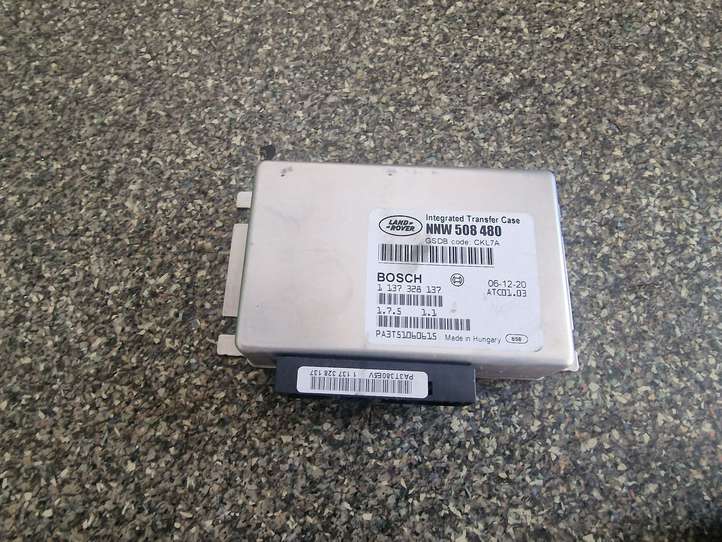 LAND-
-ROVER
Integrated Transfer Case
NNW 508 480
GSDB code: CKL7A
BOSCH
1 137 328 137
06-12-20
ATC01.03
1.7.5 1.1
PA3T51060615
Made in Hungary
PA3T380E5V
1 137 328 137